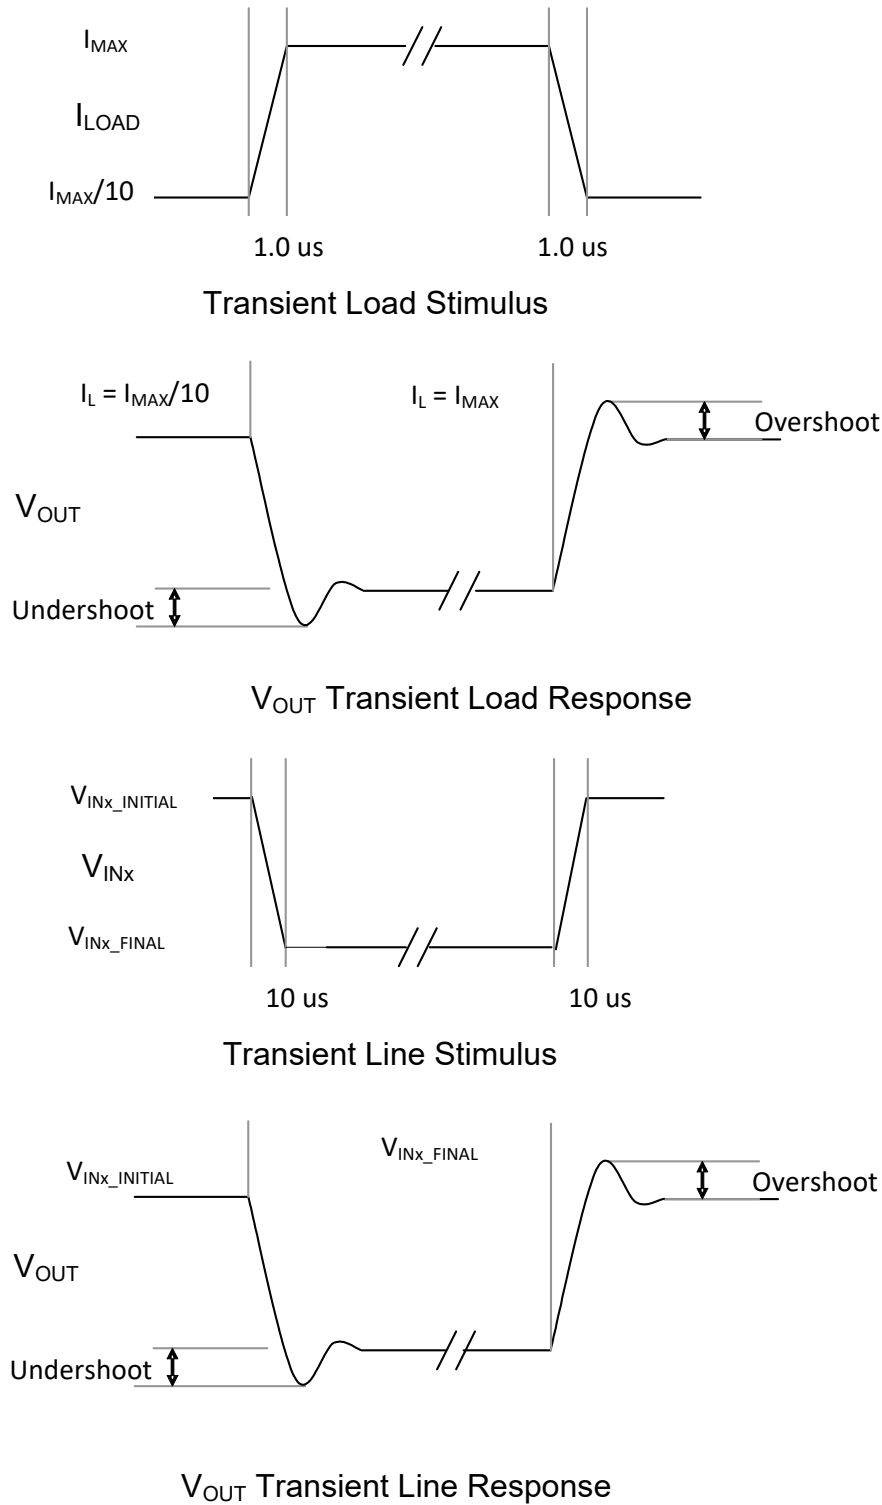 IMAX
ILOAD
IMAX/10
1.0 us 1.0 us
Transient Load Stimulus
IL = IMAX/10 IL = IMAX
Overshoot
VOUT
Undershoot
VOUT Transient Load Response
VINx_INITIAL
VINx
VINx_FINAL
10 us 10 us
Transient Line Stimulus
VINx_INITIAL VINx_FINAL
Overshoot
VOUT
Undershoot
VOUT Transient Line Response